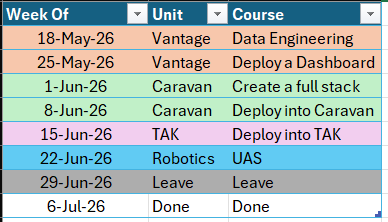 Week Of Unit Course
18-May-26 Vantage Data Engineering
25-May-26 Vantage Deploy a Dashboard
1-Jun-26 Caravan Create a full stack
8-Jun-26 Caravan Deploy into Caravan
15-Jun-26 TAK Deploy into TAK
22-Jun-26 Robotics UAS
29-Jun-26 Leave Leave
6-Jul-26 Done Done